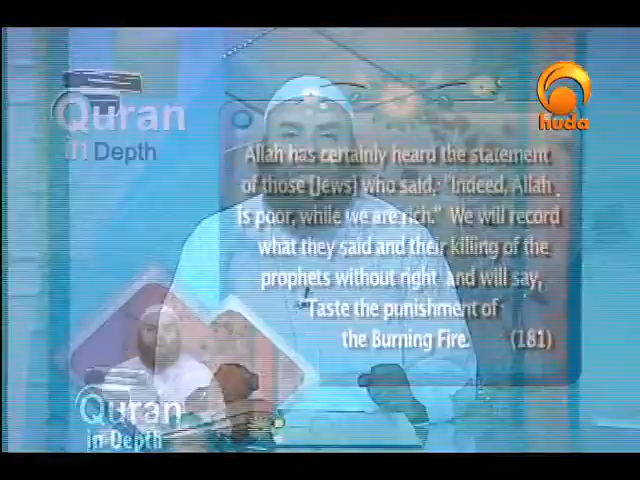 Quran
in Depth
huda
Allah has certainly heard the statement
of those [Jews] who said, "Indeed, Allah
is poor, while we are rich." We will record
what they said and their killing of the
prophets without right and will say,
"Taste the punishment of
the Burning Fire. (181)
Quran
in Depth